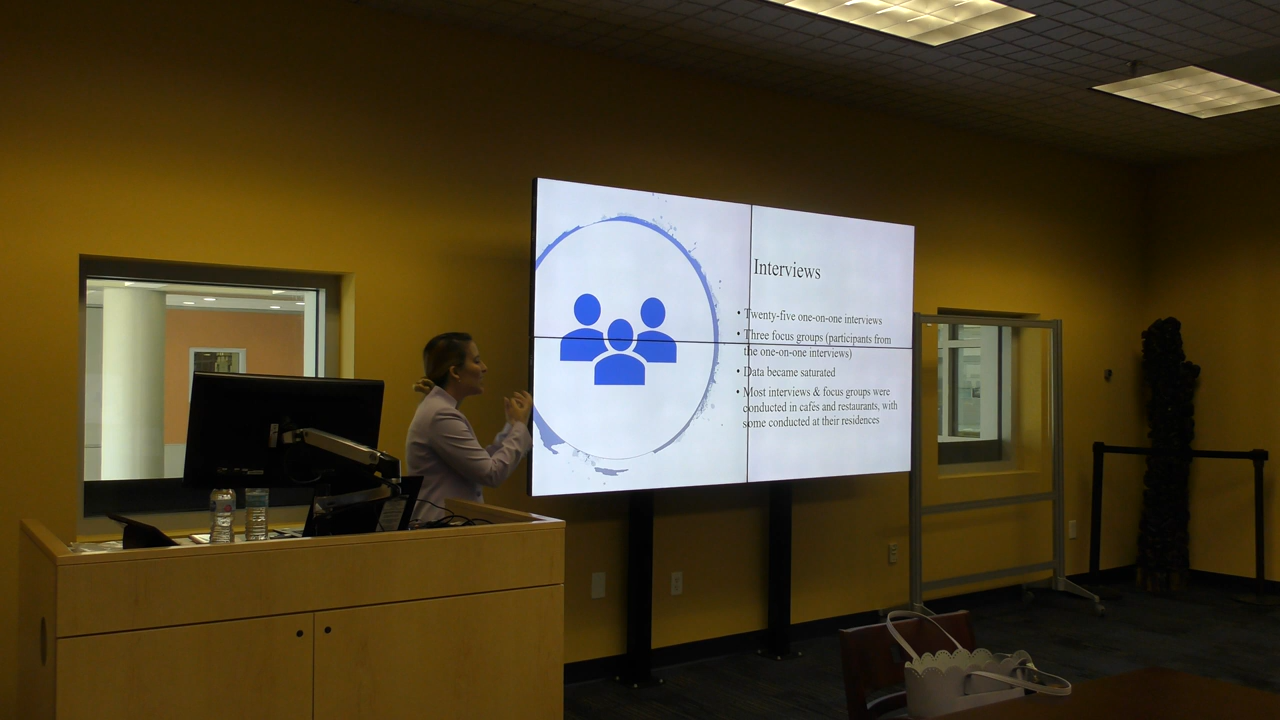 Interviews
• Twenty-five one-on-one interviews
• Three focus groups (participants from
the one-on-one interviews)
• Data became saturated
• Most interviews & focus groups were
conducted in cafés and restaurants, with
some conducted at their residences